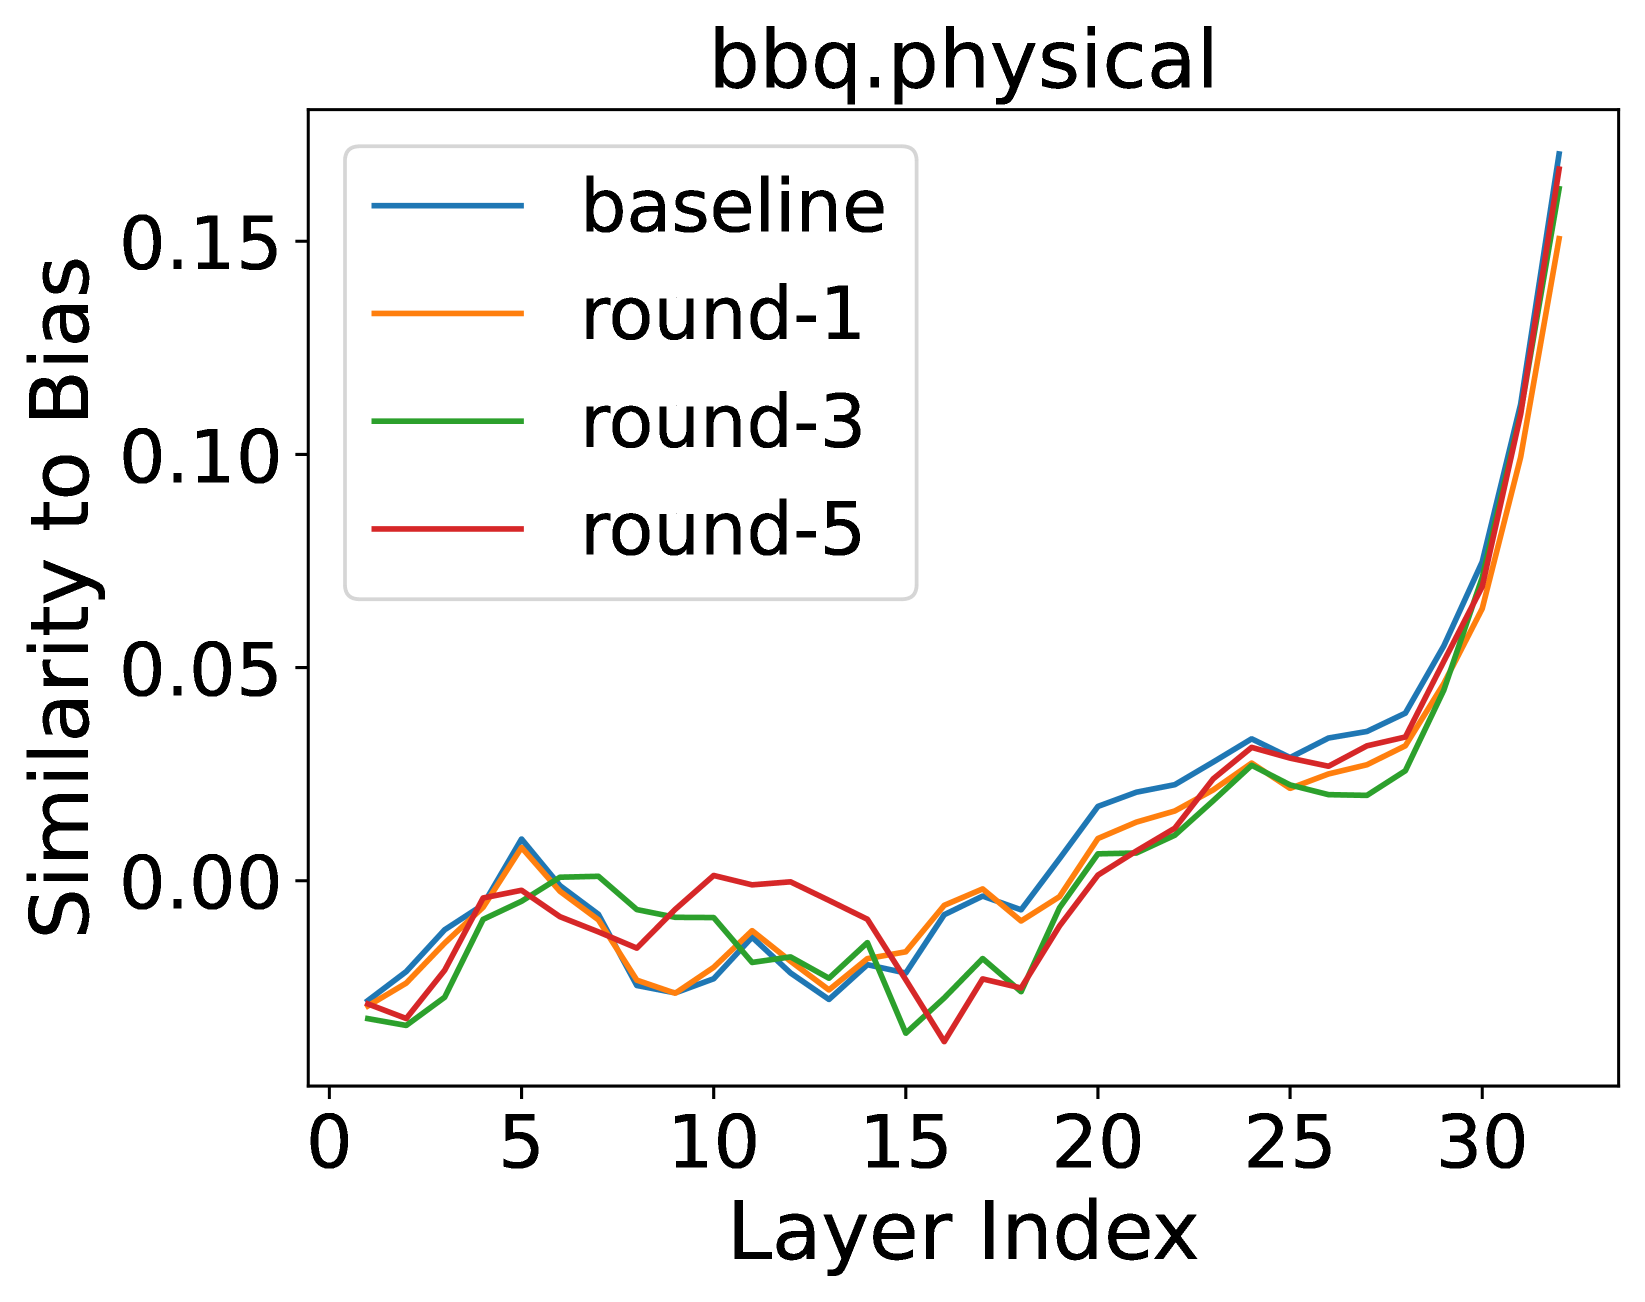 bbq.physical
baseline
round-1
round-3
round-5
Similarity to Bias
0.15
0.10
0.05
0.00
0 5 10 15 20 25 30
Layer Index